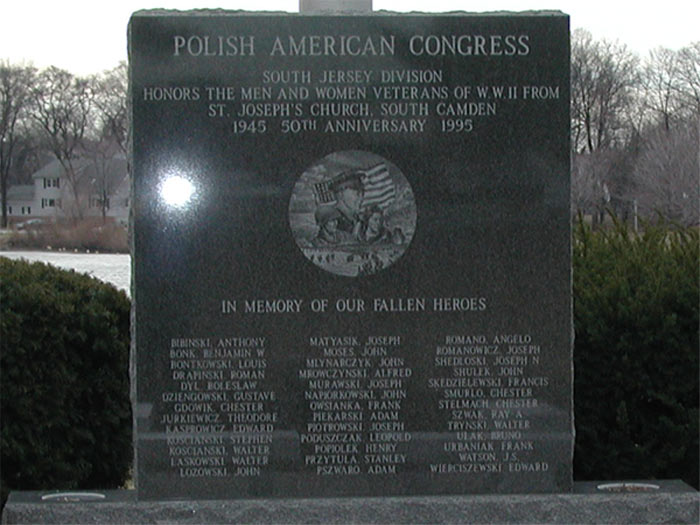 POLISH AMERICAN CONGRESS
SOUTH JERSEY DIVISION
HONORS THE MEN AND WOMEN VETERANS OF W.W.II FROM
ST. JOSEPH'S CHURCH, SOUTH CAMDEN
1945 50TH ANNIVERSARY 1995
IN MEMORY OF OUR FALLEN HEROES
BIBINSKI, ANTHONY
BONK, BENJAMIN W.
BONTKOWSKI, LOUIS
DRAPINSKI, ROMAN
DYL, BOLESLAW
DZIENGOWSKI, GUSTAVE
GDOWIK, CHESTER
JURKIEWICZ, THEODORE
KASPROWICZ, EDWARD
KOSCIANSKI, STEPHEN
KOSCIANSKI, WALTER
LASKOWSKI, WALTER
LOZOWSKI, JOHN
MATYASIK, JOSEPH
MOSES, JOHN
MLYNARCZYK, JOHN
MROWCZYNSKI, ALFRED
MURAWSKI, JOSEPH
NAPIORKOWSKI, JOHN
OWSIANKA, FRANK
PIEKARSKI, ADAM
PIOTROWSKI, JOSEPH
PODUSZCZAK, LEOPOLD
POPIOLEK, HENRY
PRZYTULA, STANLEY
PSZWARO, ADAM
ROMANO, ANGELO
ROMANOWICZ, JOSEPH
SHEDLOSKI, JOSEPH N.
SHULEK, JOHN
SKEDZIELEWSKI, FRANCIS
SMURLO, CHESTER
STELMACH, CHESTER
SZWAK, RAY A.
TRYNSKI, WALTER
ULAK, BRUNO
URBANIAK, FRANK
WATSON, J.S.
WIERCISZEWSKI, EDWARD